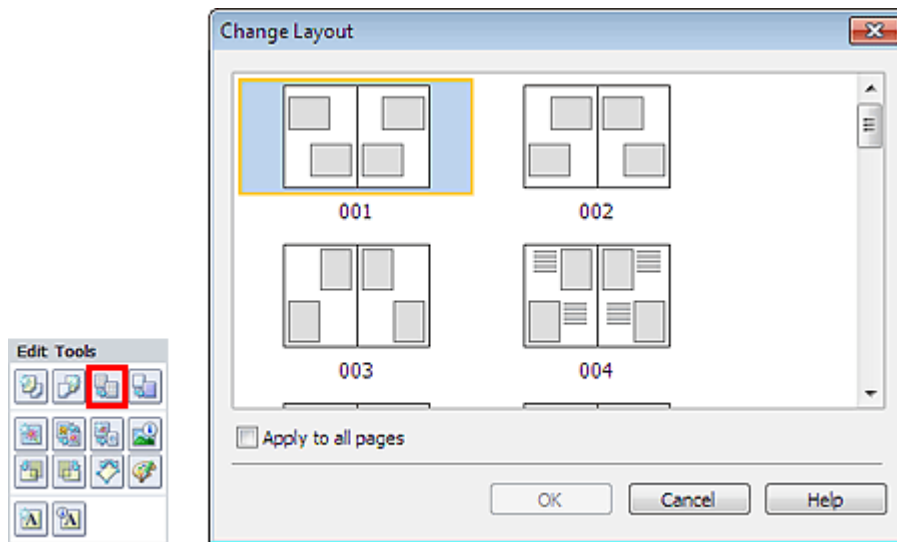 Change Layout
001
002
003
004
Edit Tools
Apply to all pages
OK
Cancel
Help
A
A